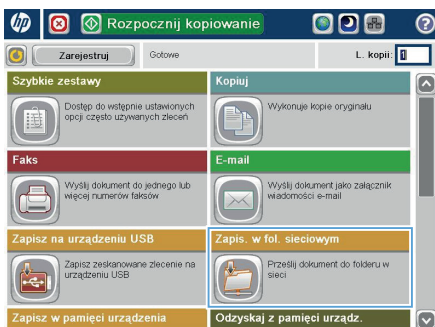 hp
Rozpocznij kopiowanie
?
Zarejestruj
Gotowe
L. kopii: 1
Szybkie zestawy
Kopiuj
Dostęp do wstępnie ustawionych
opcji często używanych zleceń
Wykonuje kopie oryginału
Faks
E-mail
Wyślij dokument do jednego lub
więcej numerów faksów
Wyślij dokument jako załącznik
wiadomości e-mail
Zapisz na urządzeniu USB
Zapis. w fol. sieciowym
Zapisz zeskanowane zlecenie na
urządzeniu USB
Prześlij dokument do folderu w
sieci
Zapisz w pamięci urządzenia
Odzyskaj z pamięci urządz.